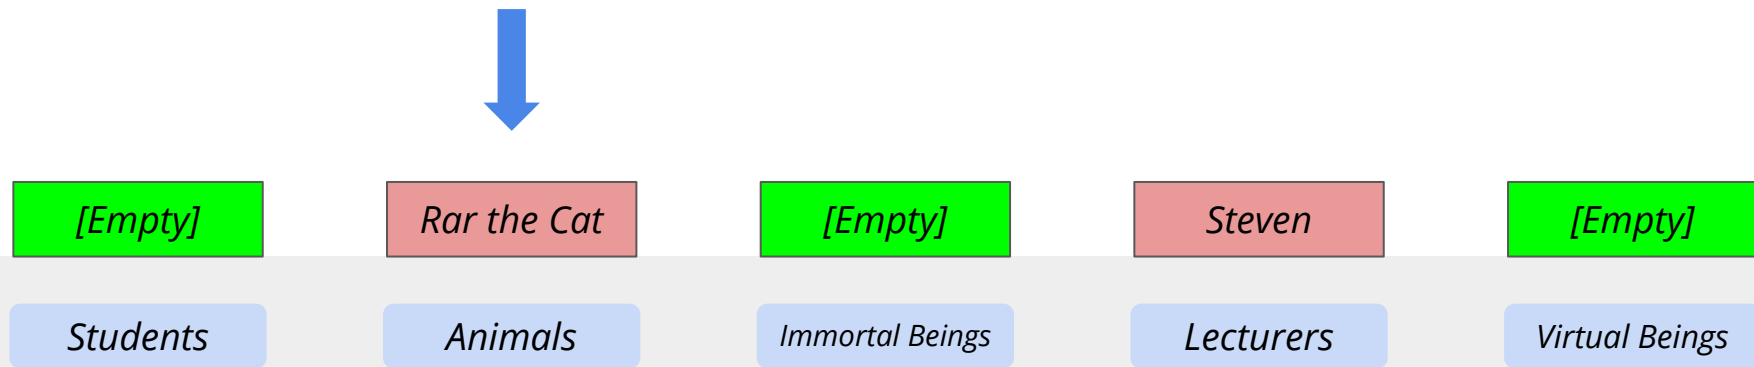 [Empty]
Rar the Cat
[Empty]
Steven
[Empty]
Students
Animals
Immortal Beings
Lecturers
Virtual Beings